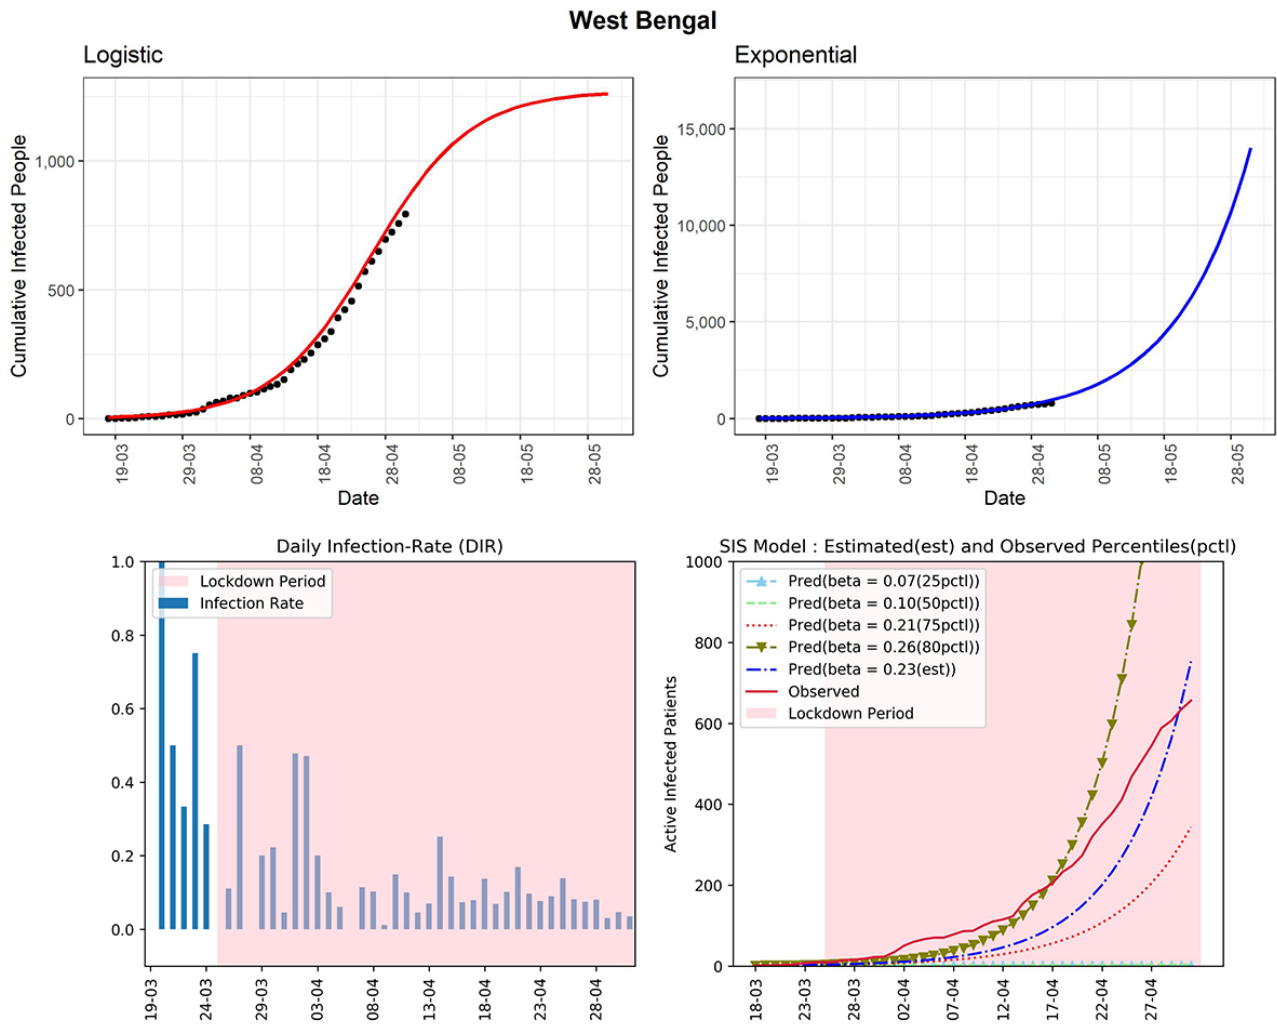 West Bengal
Logistic
Cumulative Infected People
1,000
500
0
19-03
29-03
08-04
18-04
28-04
08-05
18-05
28-05
Date
Exponential
Cumulative Infected People
15,000
10,000
5,000
0
19-03
29-03
08-04
18-04
28-04
08-05
18-05
28-05
Date
Daily Infection-Rate (DIR)
Lockdown Period
Infection Rate
1.0
0.8
0.6
0.4
0.2
0.0
19-03
24-03
29-03
03-04
08-04
13-04
18-04
23-04
28-04
SIS Model : Estimated(est) and Observed Percentiles(pctl)
Pred(beta = 0.07(25pctl))
Pred(beta = 0.10(50pctl))
Pred(beta = 0.21(75pctl))
Pred(beta = 0.26(80pctl))
Pred(beta = 0.23(est))
Observed
Lockdown Period
Active Infected Patients
1000
800
600
400
200
0
18-03
23-03
28-03
02-04
07-04
12-04
17-04
22-04
27-04